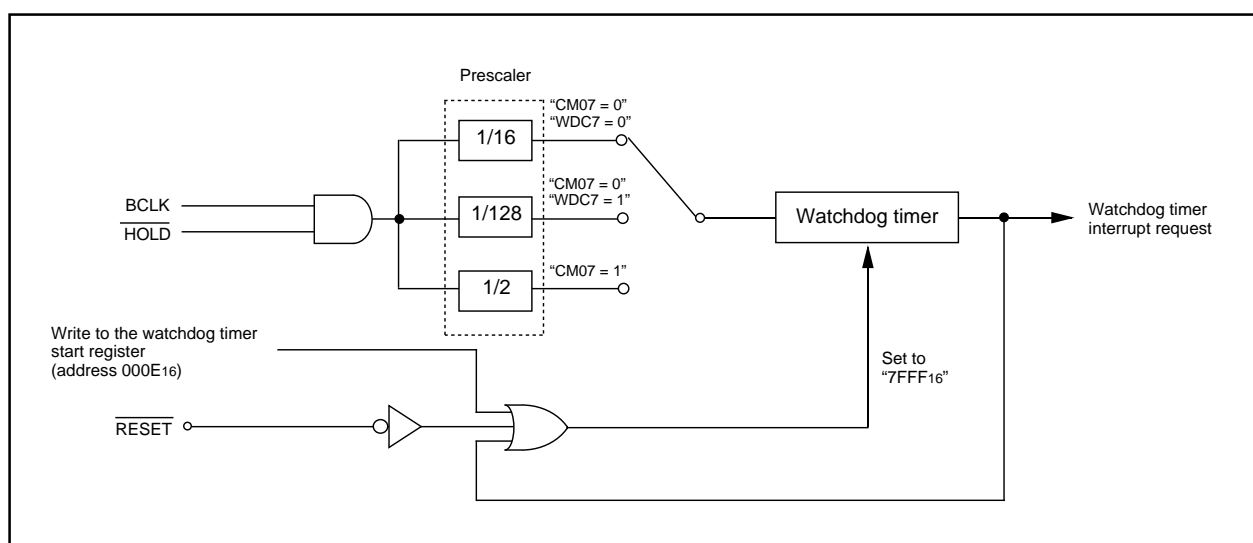 Prescaler
“CM07 = 0”
“WDC7 = 0”
1/16
“CM07 = 0”
“WDC7 = 1”
1/128
“CM07 = 1”
1/2
BCLK
HOLD
Watchdog timer
Watchdog timer
interrupt request
Write to the watchdog timer
start register
(address 000E16)
Set to
“7FFF16”
RESET